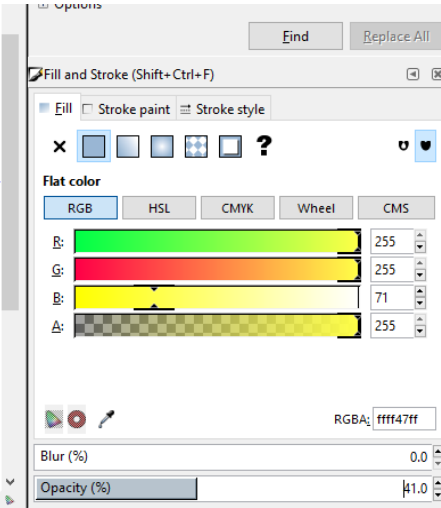 Options
Find Replace All
Fill and Stroke (Shift+Ctrl+F)
Fill Stroke paint Stroke style
?
Flat color
RGB HSL CMYK Wheel CMS
R: 255
G: 255
B: 71
A: 255
RGBA: ffff47ff
Blur (%) 0.0
Opacity (%) 41.0